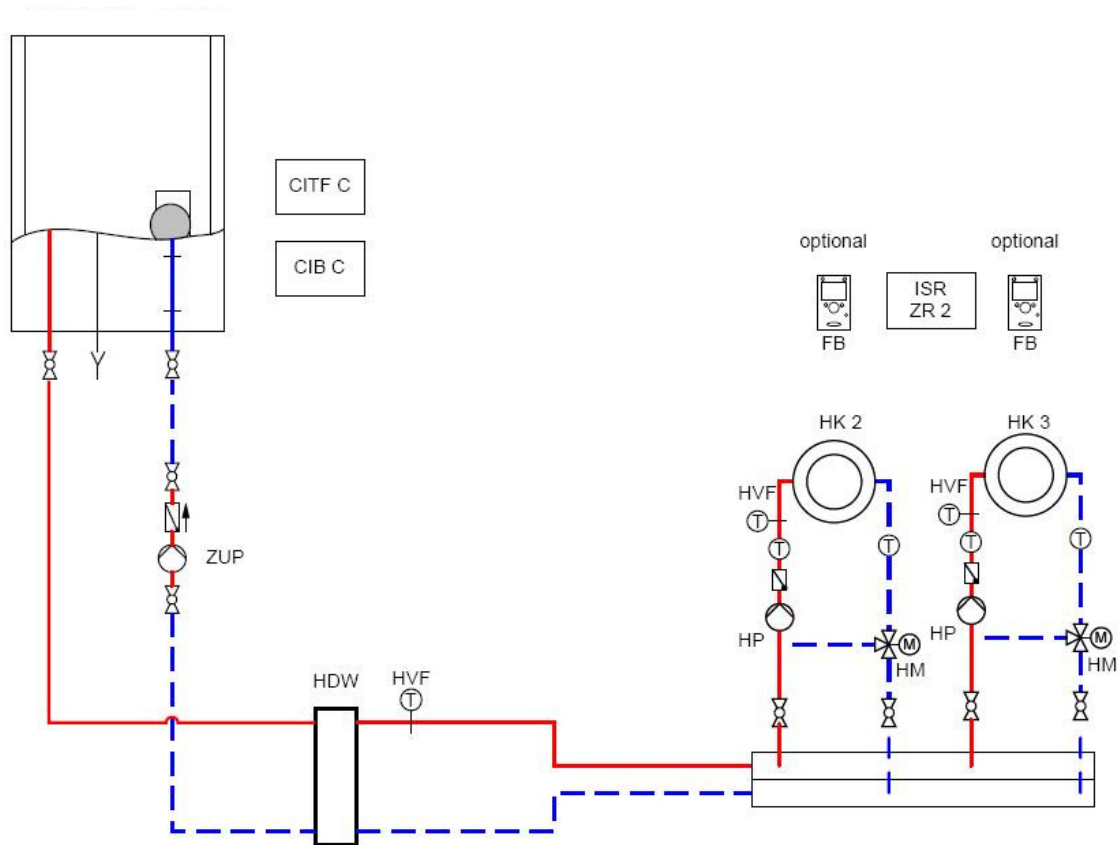 CITF C
CIB C
optional
optional
ISR
ZR 2
FB
FB
HK 2
HK 3
HVF
HVF
T
T
T
T
T
T
ZUP
HP
M
HM
HP
M
HM
HDW
HVF
T